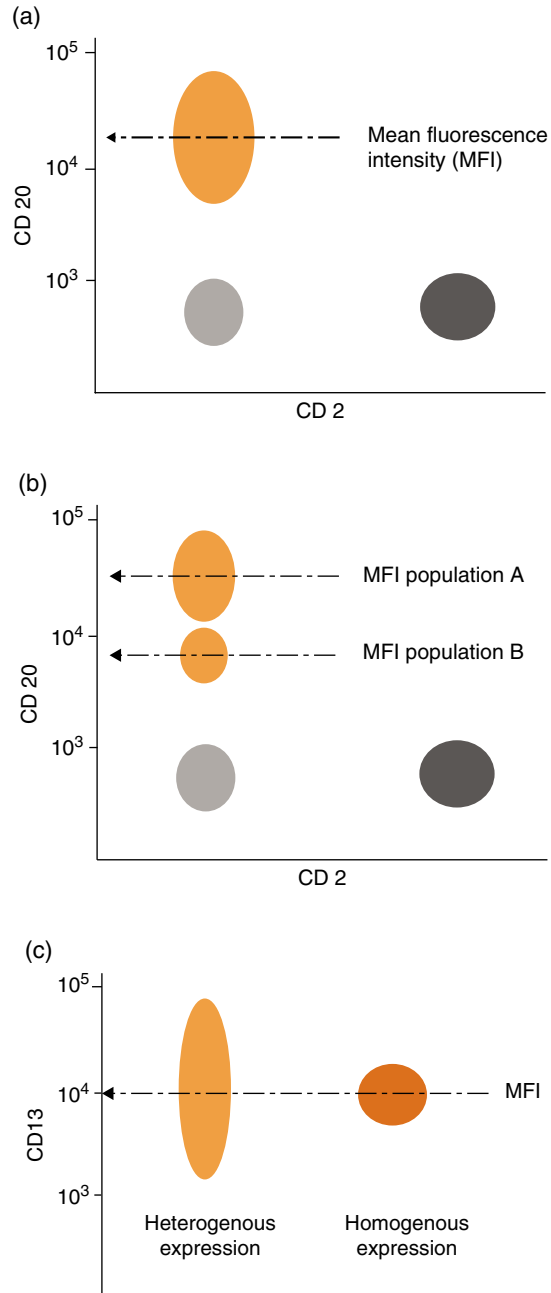 (a)
10⁵
Mean fluorescence
intensity (MFI)
10⁴
CD 20
10³
CD 2
(b)
10⁵
MFI population A
10⁴
MFI population B
CD 20
10³
CD 2
(c)
10⁵
10⁴
MFI
CD13
10³
Heterogenous
expression
Homogenous
expression